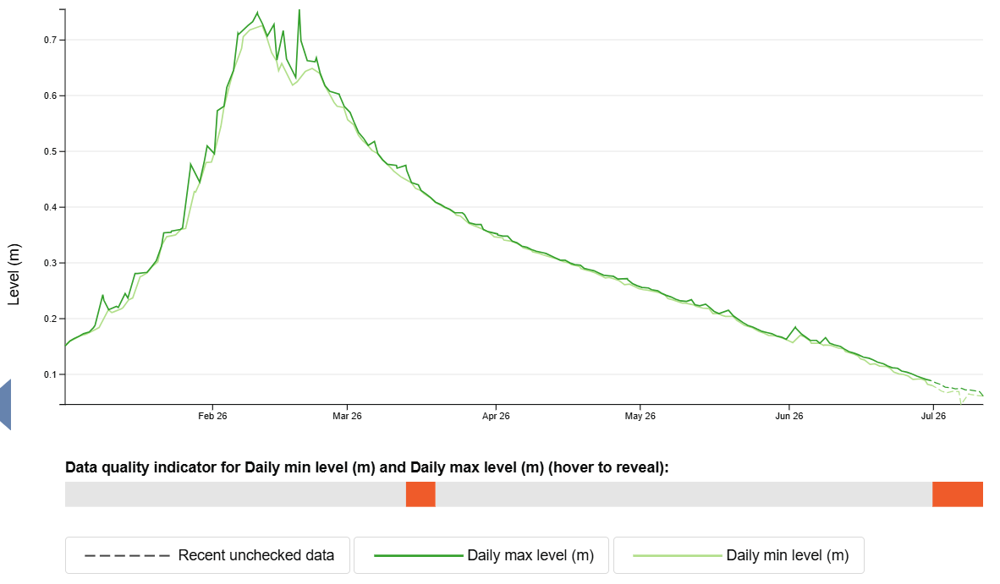 0.7
0.6
0.5
0.4
0.3
0.2
0.1
Level (m)
Feb 26 Mar 26 Apr 26 May 26 Jun 26 Jul 26
Data quality indicator for Daily min level (m) and Daily max level (m) (hover to reveal):
Recent unchecked data Daily max level (m) Daily min level (m)